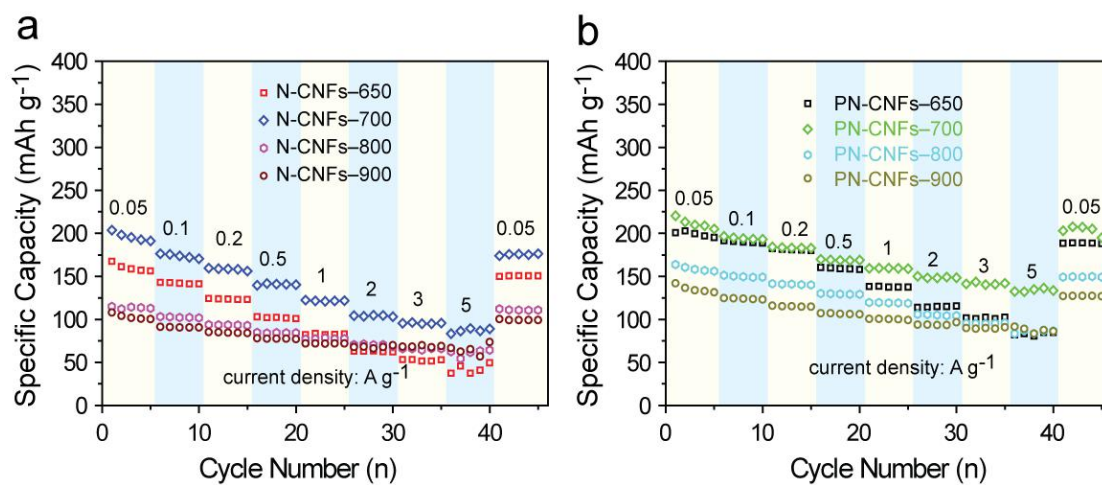 a
400
350
300
250
200
150
100
50
0
Specific Capacity (mAh g⁻¹)
N-CNFs–650
N-CNFs–700
N-CNFs–800
N-CNFs–900
0.05
0.1
0.2
0.5
1
2
3
5
0.05
current density: A g⁻¹
0 10 20 30 40
Cycle Number (n)
b
400
350
300
250
200
150
100
50
0
Specific Capacity (mAh g⁻¹)
PN-CNFs–650
PN-CNFs–700
PN-CNFs–800
PN-CNFs–900
0.05
0.1
0.2
0.5
1
2
3
5
0.05
current density: A g⁻¹
0 10 20 30 40
Cycle Number (n)